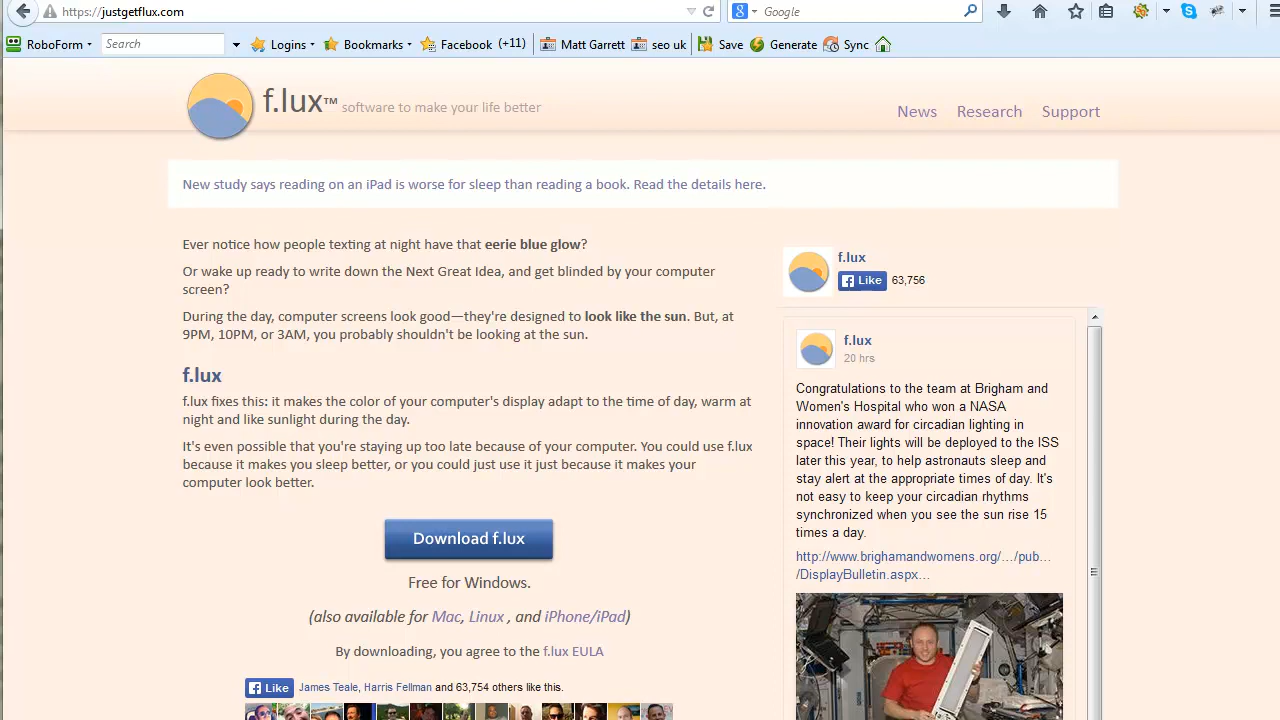 https://justgetflux.com
Google
RoboForm
Search
Logins
Bookmarks
Facebook (+11)
Matt Garrett
seo uk
Save
Generate
Sync
f.lux™ software to make your life better
News Research Support
New study says reading on an iPad is worse for sleep than reading a book. Read the details here.
Ever notice how people texting at night have that eerie blue glow?
Or wake up ready to write down the Next Great Idea, and get blinded by your computer
screen?
During the day, computer screens look good—they're designed to look like the sun. But, at
9PM, 10PM, or 3AM, you probably shouldn't be looking at the sun.
f.lux
f.lux fixes this: it makes the color of your computer's display adapt to the time of day, warm at
night and like sunlight during the day.
It's even possible that you're staying up too late because of your computer. You could use f.lux
because it makes you sleep better, or you could just use it just because it makes your
computer look better.
Download f.lux
Free for Windows.
(also available for Mac, Linux , and iPhone/iPad)
By downloading, you agree to the f.lux EULA
Like
James Teale, Harris Fellman and 63,754 others like this.
f.lux
Like 63,756
f.lux
20 hrs
Congratulations to the team at Brigham and
Women's Hospital who won a NASA
innovation award for circadian lighting in
space! Their lights will be deployed to the ISS
later this year, to help astronauts sleep and
stay alert at the appropriate times of day. It's
not easy to keep your circadian rhythms
synchronized when you see the sun rise 15
times a day.
http://www.brighamandwomens.org/…/pub…
/DisplayBulletin.aspx…